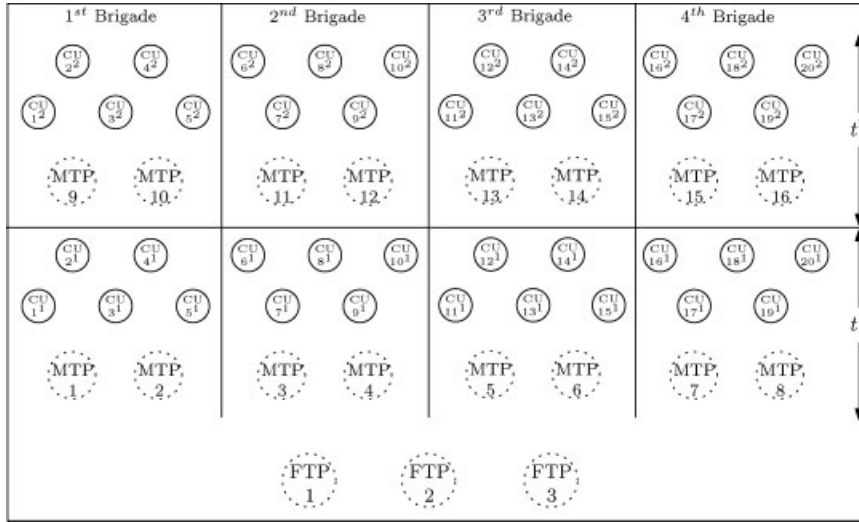 1st Brigade 2nd Brigade 3rd Brigade 4th Brigade
CU CU CU CU CU CU CU CU CU CU
2² 4² 6² 8² 10² 12² 14² 16² 18² 20²
CU CU CU CU CU CU CU CU CU CU
1² 3² 5² 7² 9² 11² 13² 15² 17² 19²
t
MTP MTP MTP MTP MTP MTP MTP MTP
9 10 11 12 13 14 15 16
CU CU CU CU CU CU CU CU CU CU
2¹ 4¹ 6¹ 8¹ 10¹ 12¹ 14¹ 16¹ 18¹ 20¹
CU CU CU CU CU CU CU CU CU CU
1¹ 3¹ 5¹ 7¹ 9¹ 11¹ 13¹ 15¹ 17¹ 19¹
t
MTP MTP MTP MTP MTP MTP MTP MTP
1 2 3 4 5 6 7 8
FTP FTP FTP
1 2 3